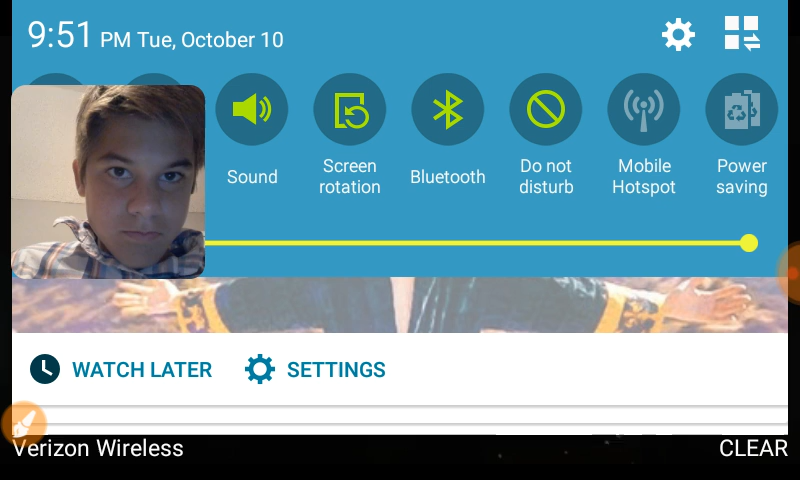 9:51 PM Tue, October 10
Sound
Screen
rotation
Bluetooth
Do not
disturb
Mobile
Hotspot
Power
saving
WATCH LATER
SETTINGS
Verizon Wireless
CLEAR